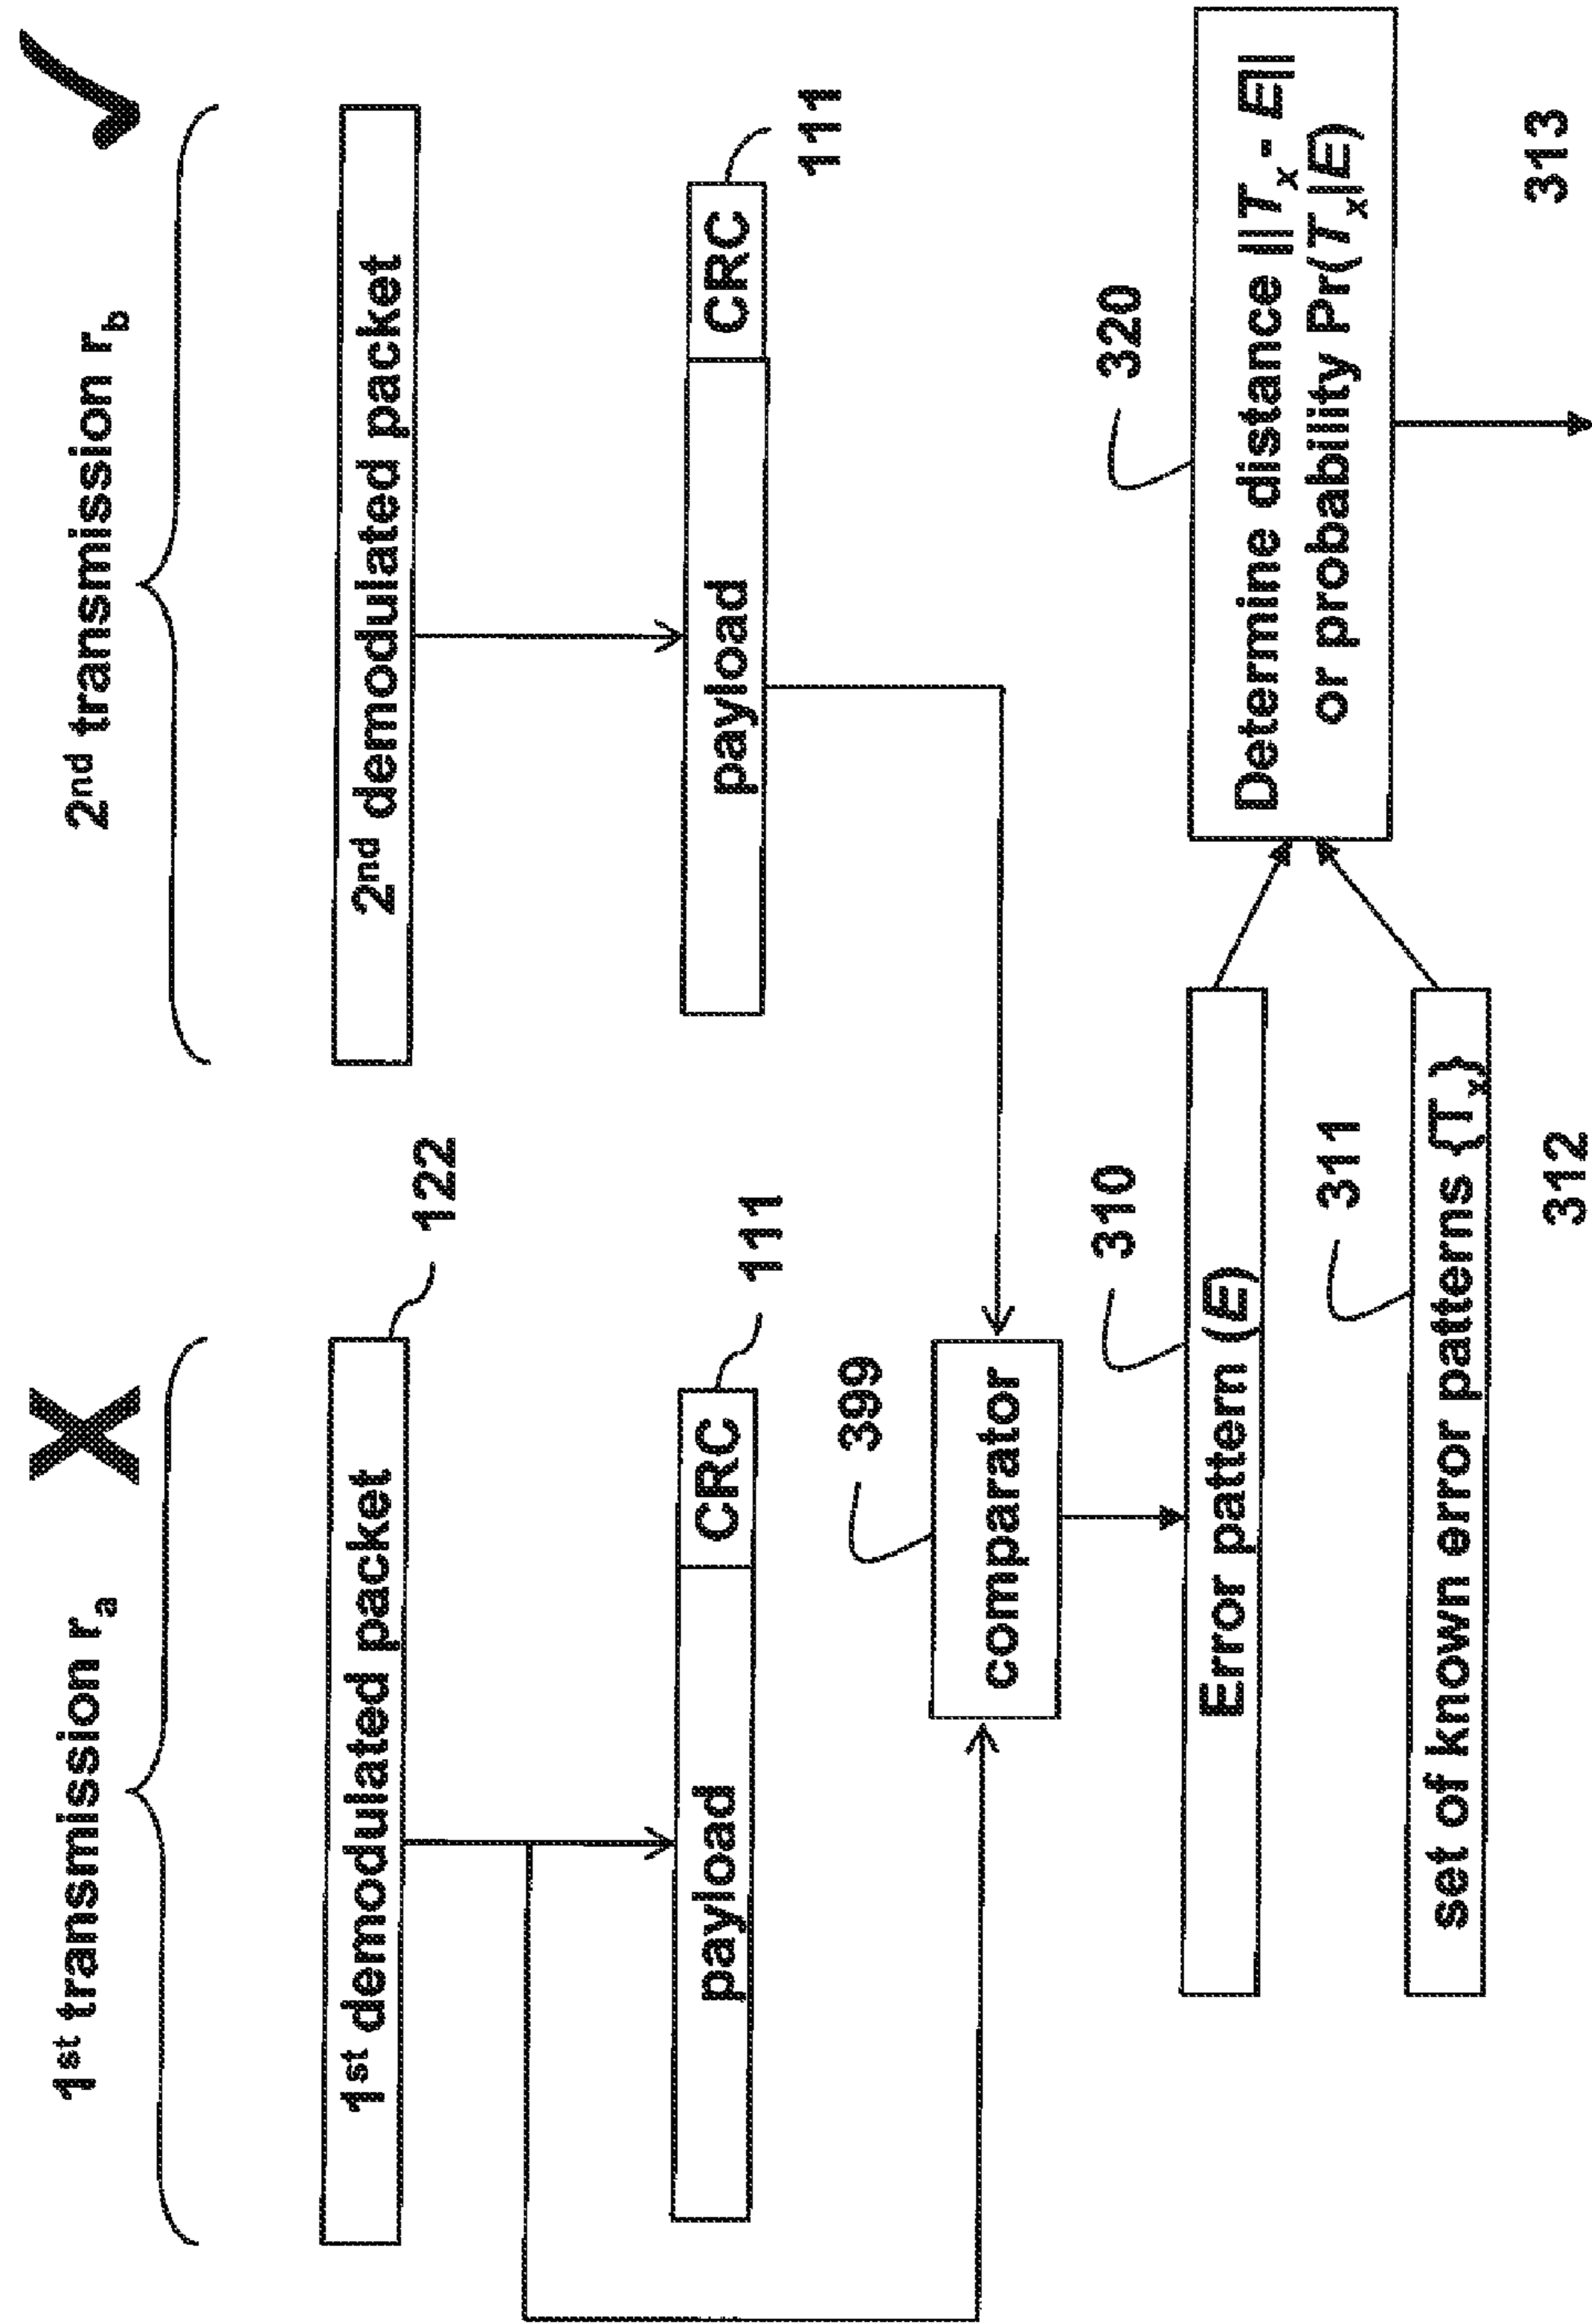 1st transmission ra
X
2nd transmission rb
1st demodulated packet
122
2nd demodulated packet
payload
CRC
111
payload
CRC
111
399
comparator
310
Error pattern (E)
320
Determine distance ||Tx - E||
or probability Pr(Tx||E)
311
set of known error patterns {Tx}
312
313